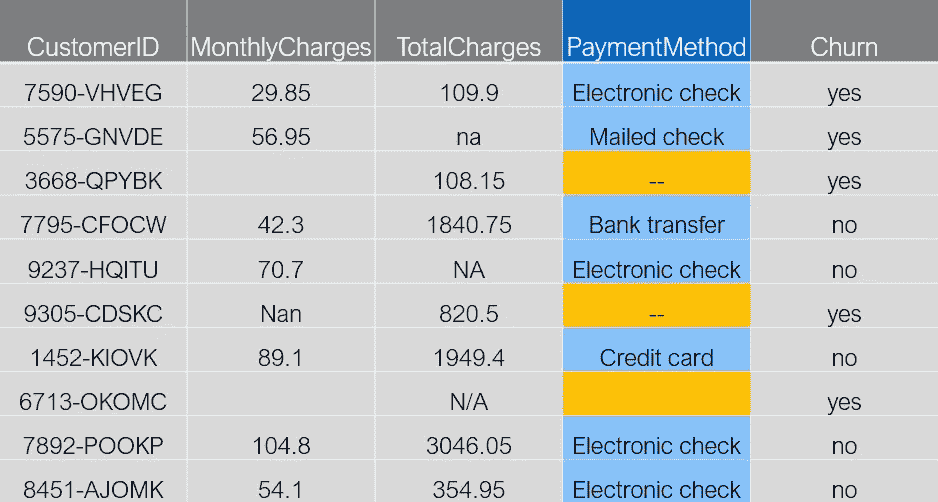 CustomerID MonthlyCharges TotalCharges PaymentMethod Churn
7590-VHVEG 29.85 109.9 Electronic check yes
5575-GNVDE 56.95 na Mailed check yes
3668-QPYBK 108.15 -- yes
7795-CFOCW 42.3 1840.75 Bank transfer no
9237-HQITU 70.7 NA Electronic check no
9305-CDSKC Nan 820.5 -- yes
1452-KIOVK 89.1 1949.4 Credit card no
6713-OKOMC N/A yes
7892-POOKP 104.8 3046.05 Electronic check no
8451-AJOMK 54.1 354.95 Electronic check no